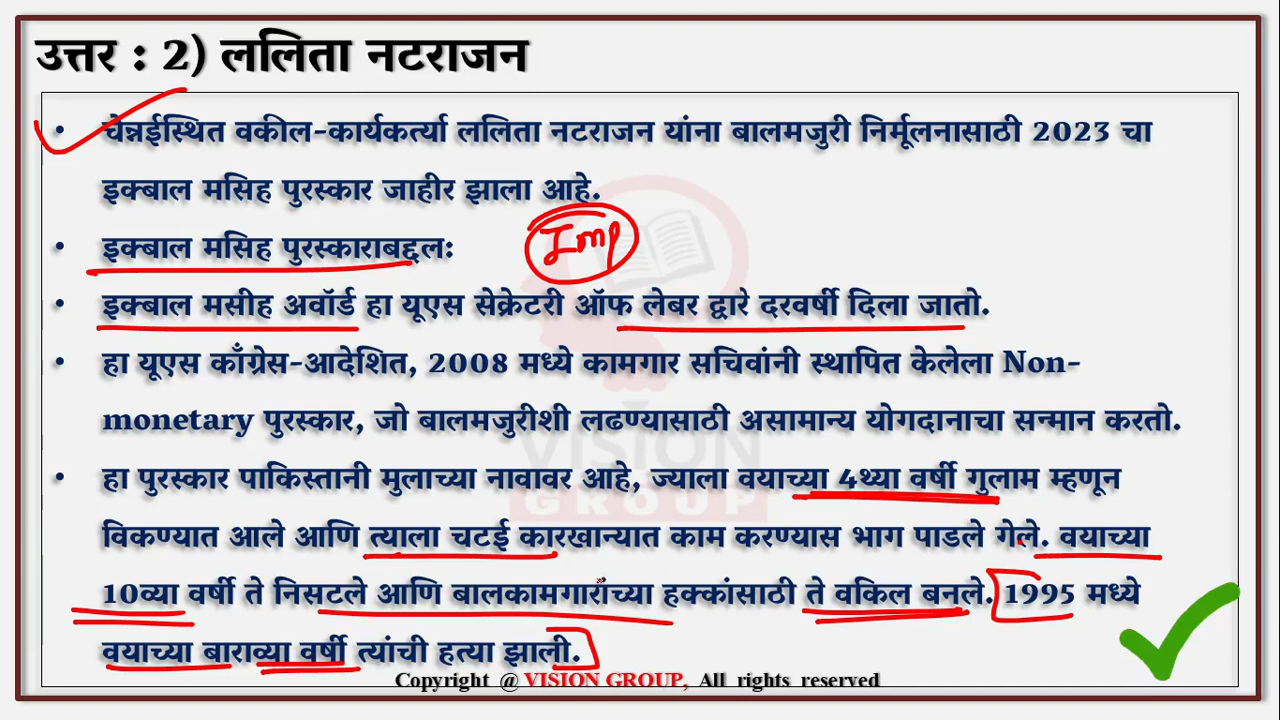 उत्तर : 2) ललिता नटराजन
• चेन्नईस्थित वकील-कार्यकर्त्या ललिता नटराजन यांना बालमजुरी निर्मूलनासाठी 2023 चा
इक्बाल मसिह पुरस्कार जाहीर झाला आहे.
• इक्बाल मसिह पुरस्काराबद्दल:
Imp
• इक्बाल मसीह अवॉर्ड हा यूएस सेक्रेटरी ऑफ लेबर द्वारे दरवर्षी दिला जातो.
• हा यूएस काँग्रेस-आदेशित, 2008 मध्ये कामगार सचिवांनी स्थापित केलेला Non-
monetary पुरस्कार, जो बालमजुरीशी लढण्यासाठी असामान्य योगदानाचा सन्मान करतो.
• हा पुरस्कार पाकिस्तानी मुलाच्या नावावर आहे, ज्याला वयाच्या 4थ्या वर्षी गुलाम म्हणून
विकण्यात आले आणि त्याला चटई कारखान्यात काम करण्यास भाग पाडले गेले. वयाच्या
10व्या वर्षी ते निसटले आणि बालकामगारांच्या हक्कांसाठी ते वकिल बनले. 1995 मध्ये
वयाच्या बाराव्या वर्षी त्यांची हत्या झाली.
VISION
GROUP
Copyright @ VISION GROUP, All rights reserved